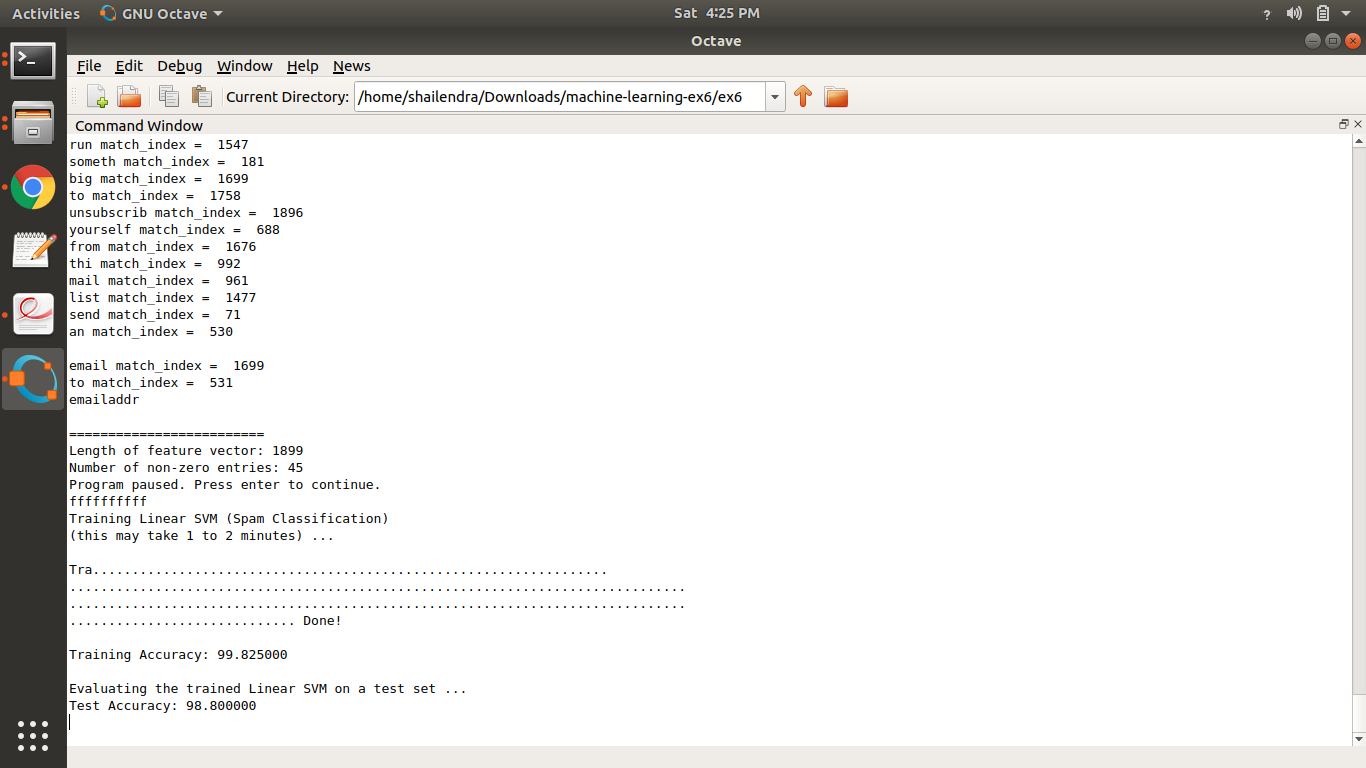 Activities GNU Octave Sat 4:25 PM ?
Octave
File Edit Debug Window Help News
Current Directory: /home/shailendra/Downloads/machine-learning-ex6/ex6
Command Window
run match_index =  1547
someth match_index =  181
big match_index =  1699
to match_index =  1758
unsubscrib match_index =  1896
yourself match_index =  688
from match_index =  1676
thi match_index =  992
mail match_index =  961
list match_index =  1477
send match_index =  71
an match_index =  530
email match_index =  1699
to match_index =  531
emailaddr
=========================
Length of feature vector: 1899
Number of non-zero entries: 45
Program paused. Press enter to continue.
ffffffffff
Training Linear SVM (Spam Classification)
(this may take 1 to 2 minutes) ...
Tra..................................................................
...............................................................................
...............................................................................
............................. Done!
Training Accuracy: 99.825000
Evaluating the trained Linear SVM on a test set ...
Test Accuracy: 98.800000